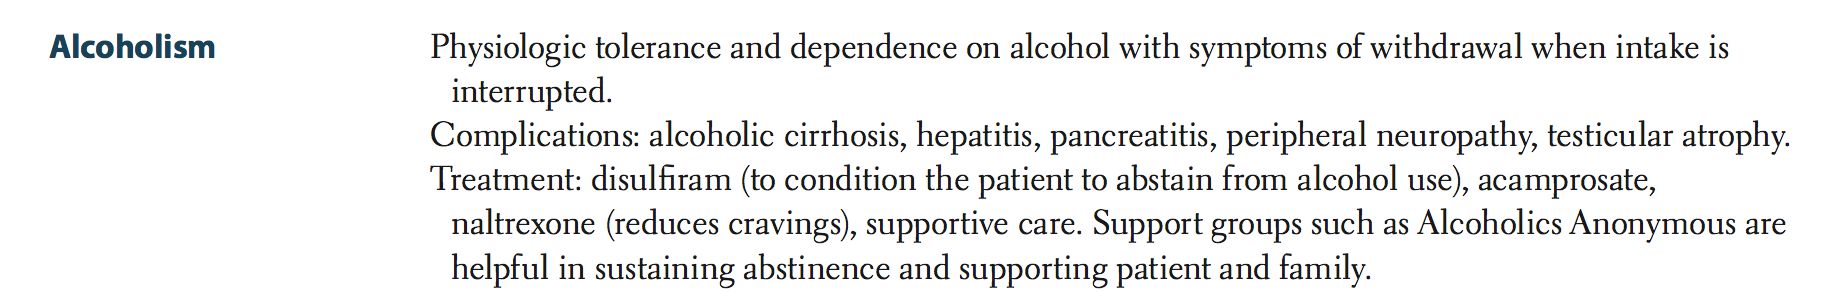 Alcoholism
Physiologic tolerance and dependence on alcohol with symptoms of withdrawal when intake is
interrupted.
Complications: alcoholic cirrhosis, hepatitis, pancreatitis, peripheral neuropathy, testicular atrophy.
Treatment: disulfiram (to condition the patient to abstain from alcohol use), acamprosate,
naltrexone (reduces cravings), supportive care. Support groups such as Alcoholics Anonymous are
helpful in sustaining abstinence and supporting patient and family.